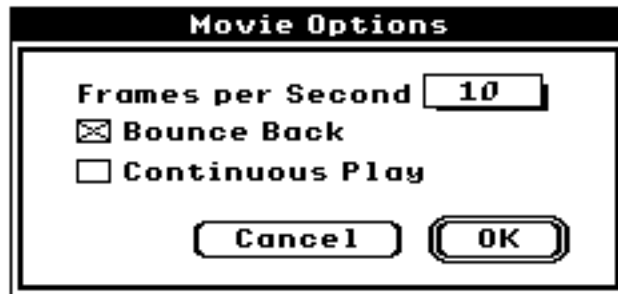 Movie Options
Frames per Second 10
Bounce Back
Continuous Play
Cancel OK